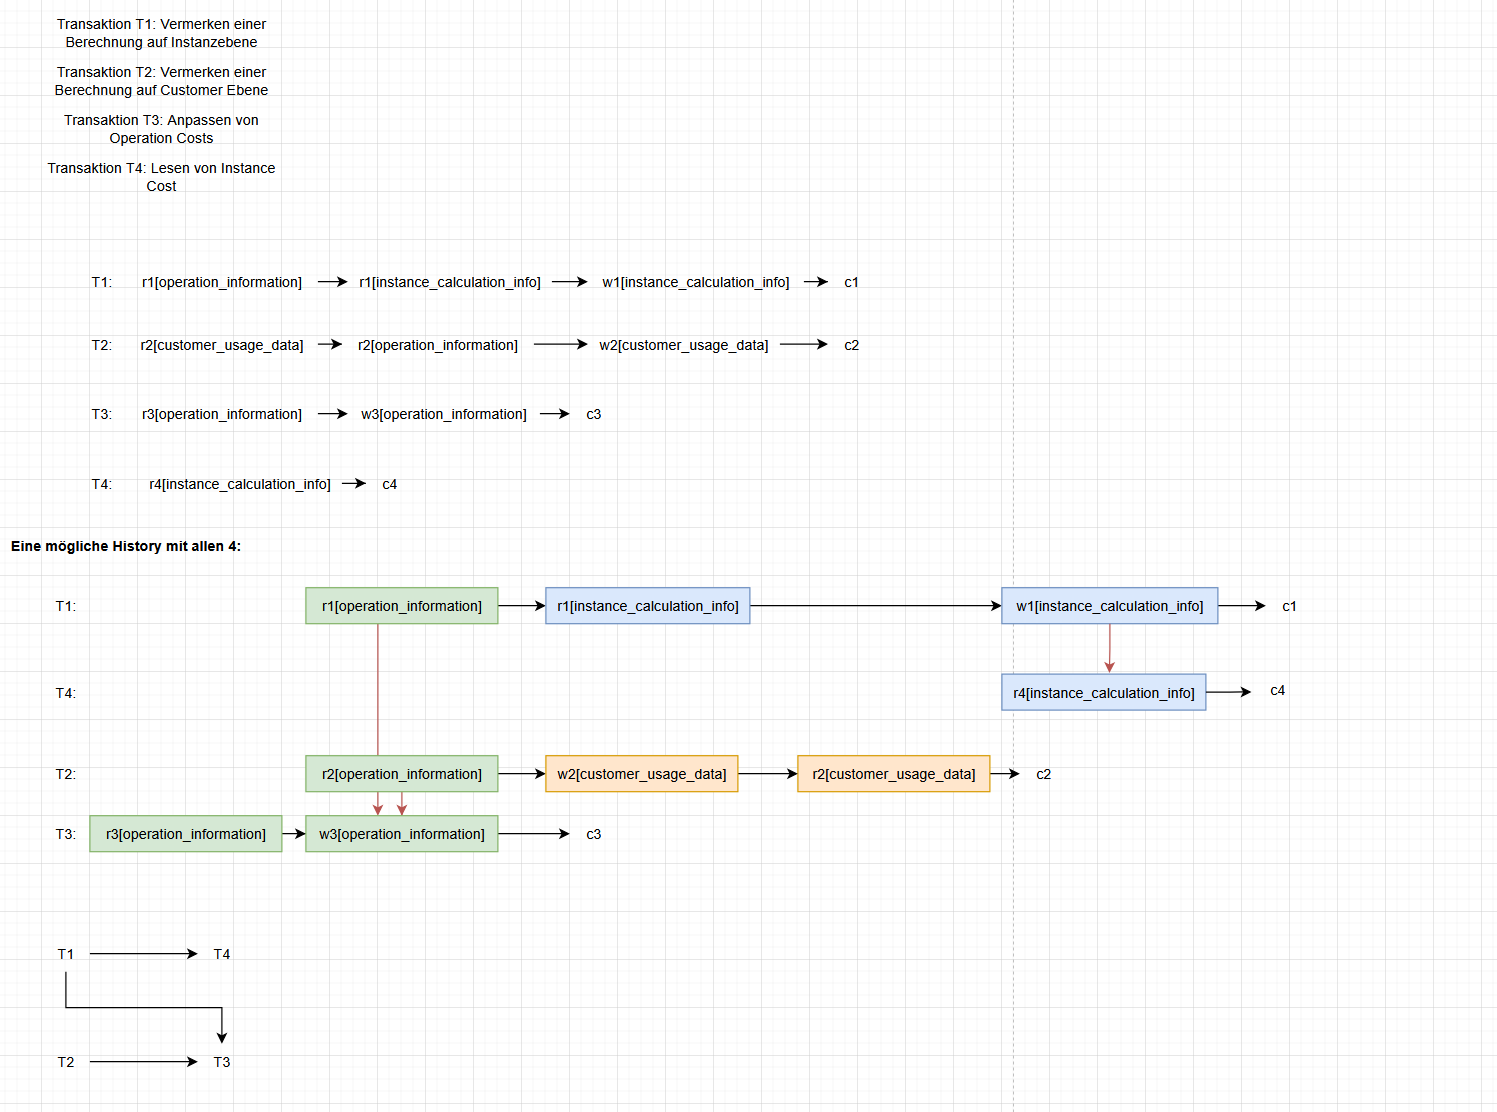 Transaktion T1: Vermerken einer
Berechnung auf Instanzebene
Transaktion T2: Vermerken einer
Berechnung auf Customer Ebene
Transaktion T3: Anpassen von
Operation Costs
Transaktion T4: Lesen von Instance
Cost
T1: r1[operation_information] r1[instance_calculation_info] w1[instance_calculation_info] c1
T2: r2[customer_usage_data] r2[operation_information] w2[customer_usage_data] c2
T3: r3[operation_information] w3[operation_information] c3
T4: r4[instance_calculation_info] c4
Eine mögliche History mit allen 4:
T1: r1[operation_information] r1[instance_calculation_info] w1[instance_calculation_info] c1
T4: r4[instance_calculation_info] c4
T2: r2[operation_information] w2[customer_usage_data] r2[customer_usage_data] c2
T3: r3[operation_information] w3[operation_information] c3
T1 T4
T2 T3